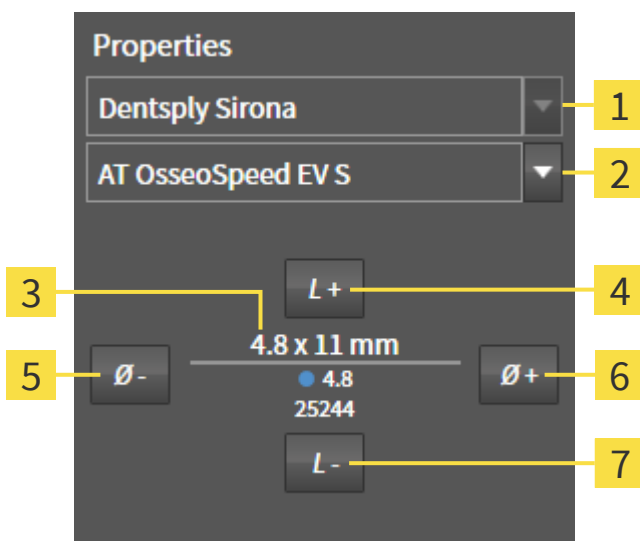 Properties
Dentsply Sirona
1
AT OsseoSpeed EV S
2
3
L +
4
4.8 x 11 mm
5
Ø -
4.8
Ø +
6
25244
L -
7